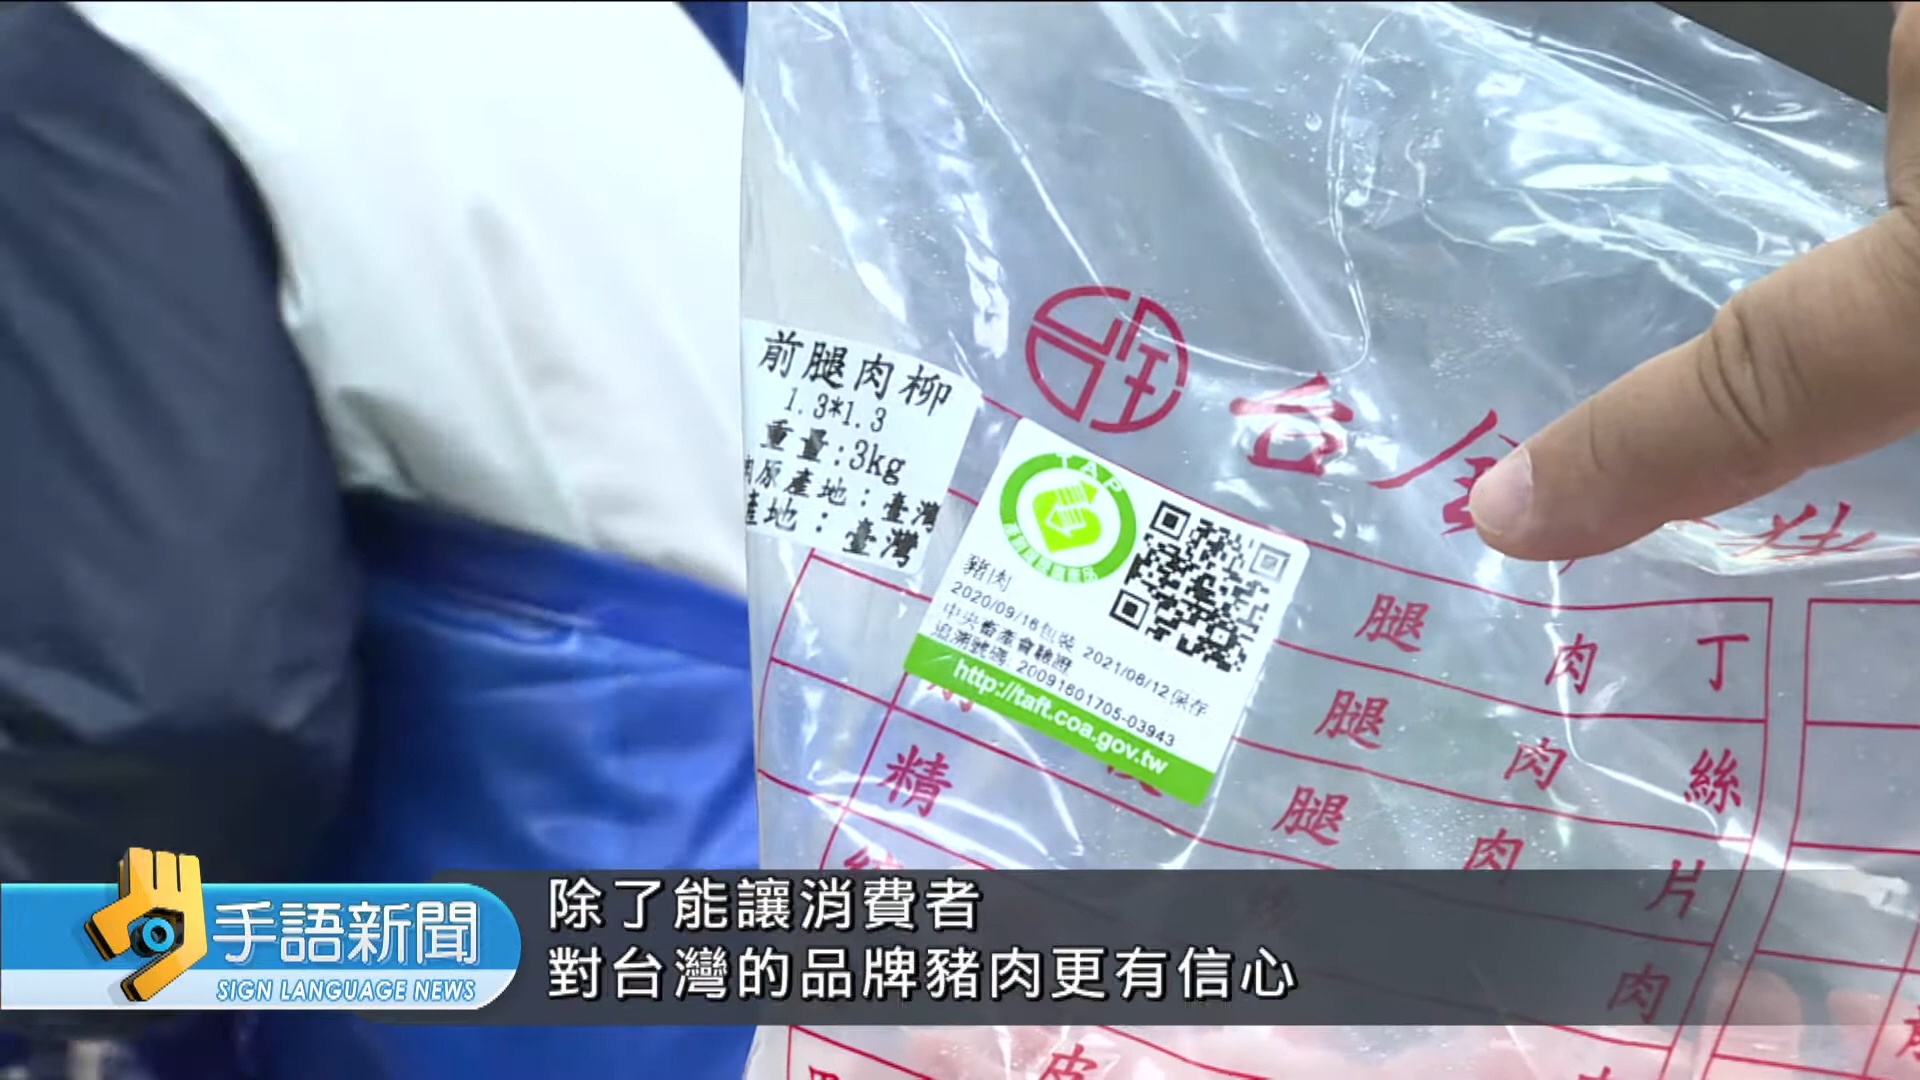 前腿肉柳
1.3*1.3
重量:3kg
原產地：臺灣
產地：臺灣
台
TAP
豬肉
2020/09/16包裝 2021/06/12保存
中央畜產會驗證
追溯號碼: 20091601705-03943
http://taft.coa.gov.tw
腿肉丁
腿肉絲
精
腿肉片
肉
皮
手語新聞
SIGN LANGUAGE NEWS
除了能讓消費者
對台灣的品牌豬肉更有信心